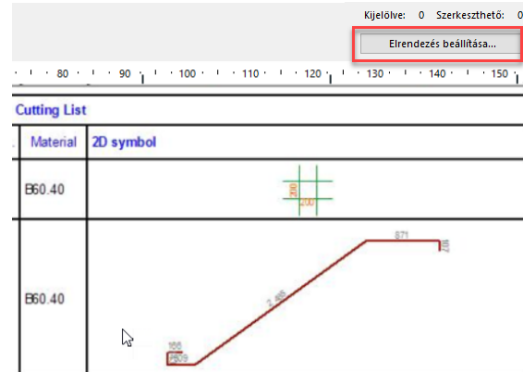 Kijelölve: 0 Szerkeszthető: 0
Elrendezés beállítása...
80 90 100 110 120 130 140 150
Cutting List
Material 2D symbol
B60.40
200
200
871
B60.40
100